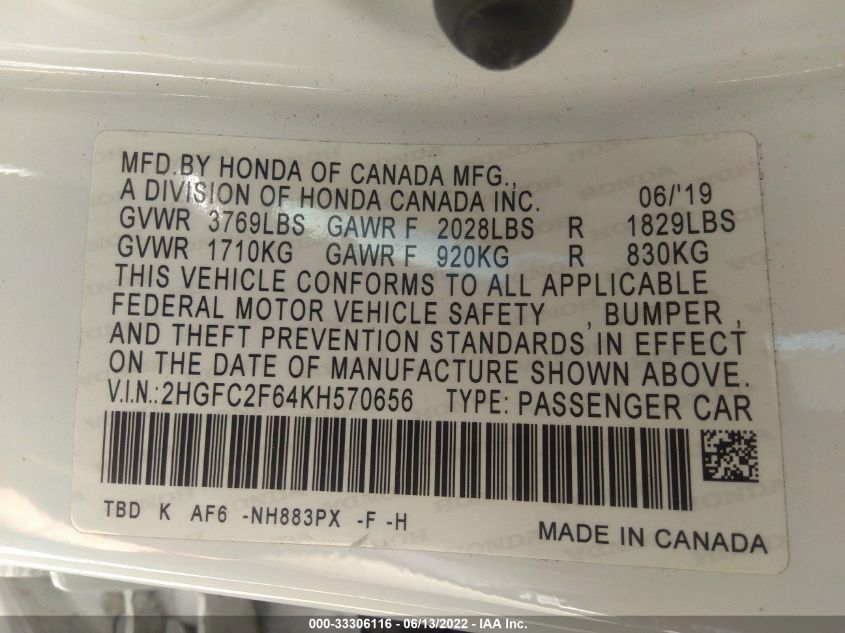 MFD.BY HONDA OF CANADA MFG.,
A DIVISION OF HONDA CANADA INC. 06/'19
GVWR 3769LBS GAWR F 2028LBS R 1829LBS
GVWR 1710KG GAWR F 920KG R 830KG
THIS VEHICLE CONFORMS TO ALL APPLICABLE
FEDERAL MOTOR VEHICLE SAFETY , BUMPER ,
AND THEFT PREVENTION STANDARDS IN EFFECT
ON THE DATE OF MANUFACTURE SHOWN ABOVE.
V.I.N.:2HGFC2F64KH570656 TYPE: PASSENGER CAR
TBD K AF6 -NH883PX -F -H
MADE IN CANADA
000-33306116 - 06/13/2022 - IAA Inc.